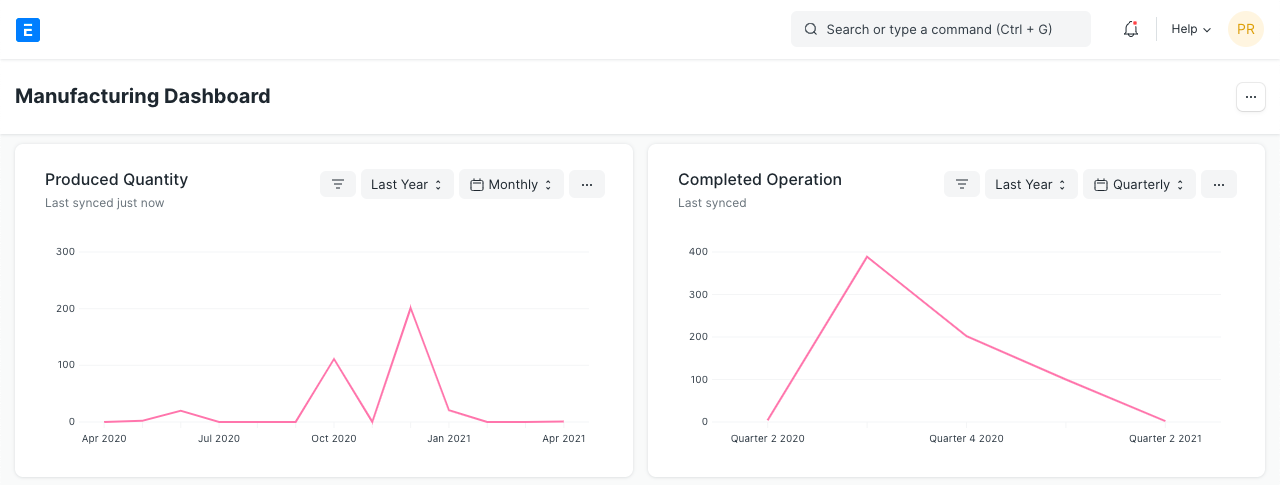 E
Search or type a command (Ctrl + G)
Help
PR
Manufacturing Dashboard
...
Produced Quantity
Last Year
Monthly
...
Last synced just now
300
200
100
0
Apr 2020
Jul 2020
Oct 2020
Jan 2021
Apr 2021
Completed Operation
Last Year
Quarterly
...
Last synced
400
300
200
100
0
Quarter 2 2020
Quarter 4 2020
Quarter 2 2021